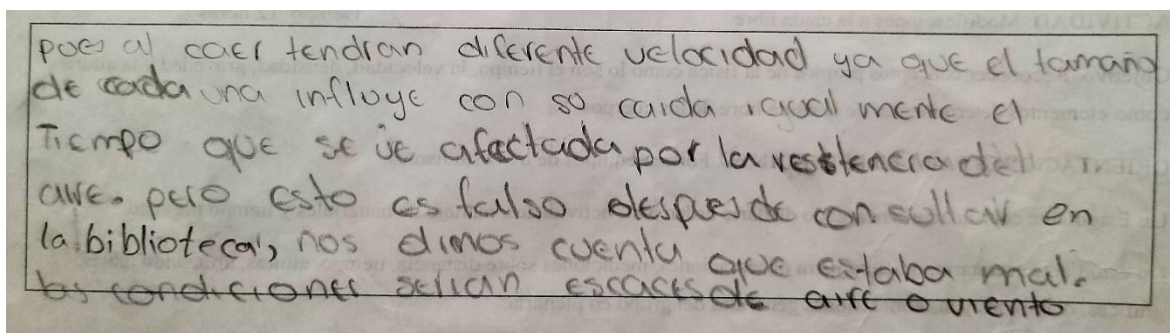 pues al caer tendran diferente velocidad ya que el tamaño
de cada una influye con so caida igual mente el
Tiempo que se ve afectada por la resistencia del
aire. pero esto es falso despues de consultar en
la biblioteca, nos dimos cuenta que estaba mal.
las condiciones serian escaces de aire o viento